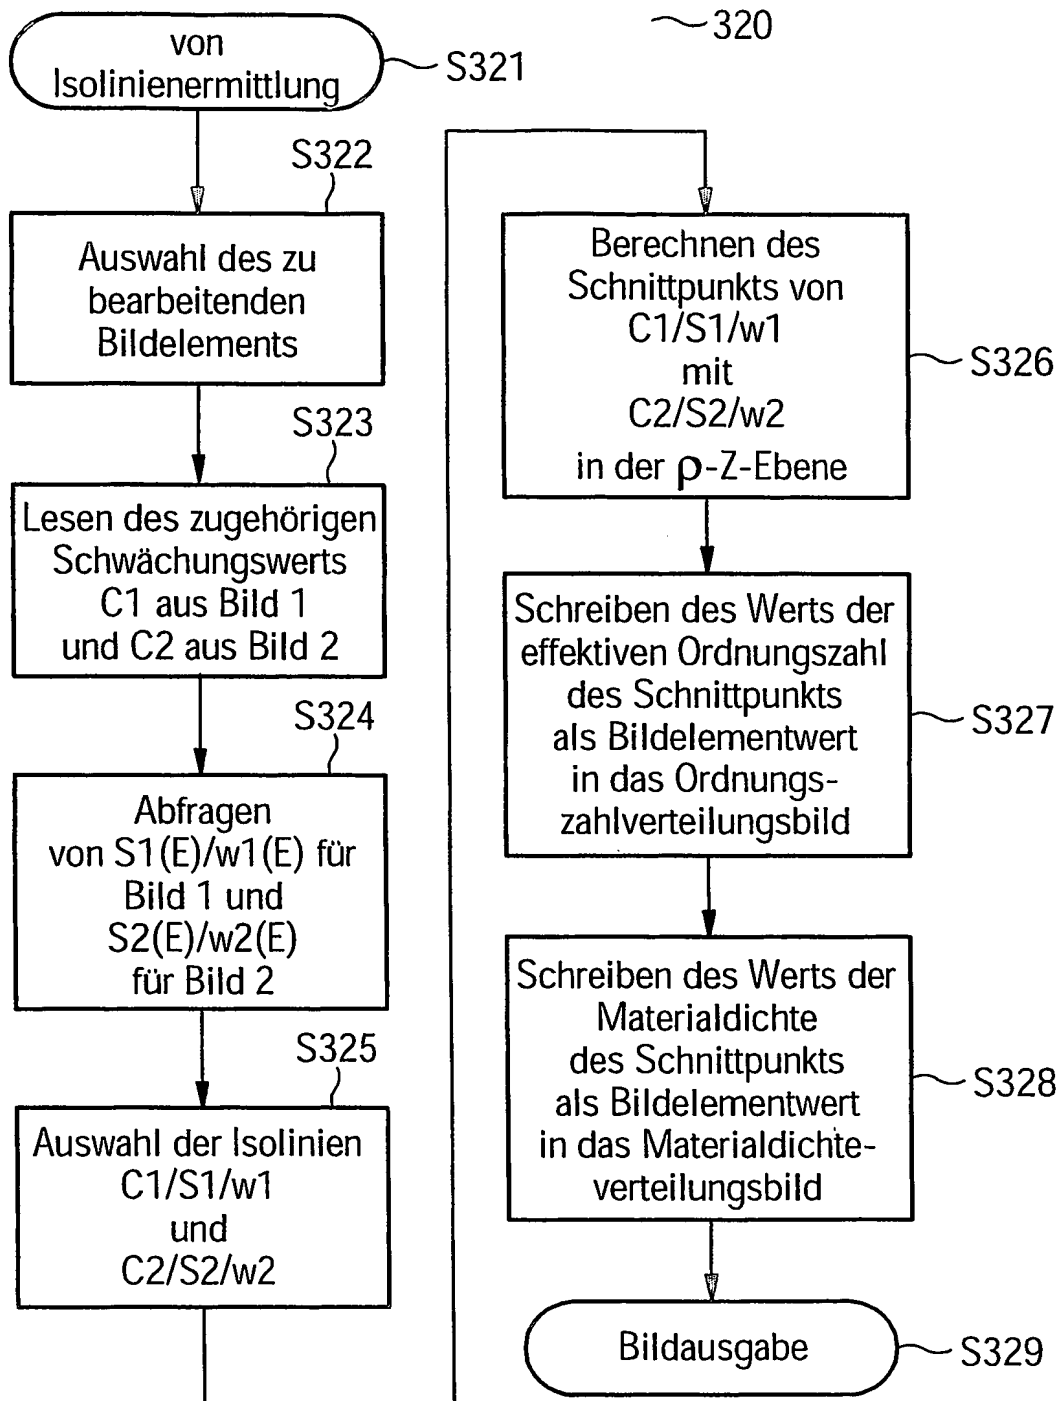 320
von
Isolinienermittlung
S321
S322
Auswahl des zu
bearbeitenden
Bildelements
S323
Lesen des zugehörigen
Schwächungswerts
C1 aus Bild 1
und C2 aus Bild 2
S324
Abfragen
von S1(E)/w1(E) für
Bild 1 und
S2(E)/w2(E)
für Bild 2
S325
Auswahl der Isolinien
C1/S1/w1
und
C2/S2/w2
Berechnen des
Schnittpunkts von
C1/S1/w1
mit
C2/S2/w2
in der ρ-Z-Ebene
S326
Schreiben des Werts der
effektiven Ordnungszahl
des Schnittpunkts
als Bildelementwert
in das Ordnungs-
zahlverteilungsbild
S327
Schreiben des Werts der
Materialdichte
des Schnittpunkts
als Bildelementwert
in das Materialdichte-
verteilungsbild
S328
Bildausgabe
S329